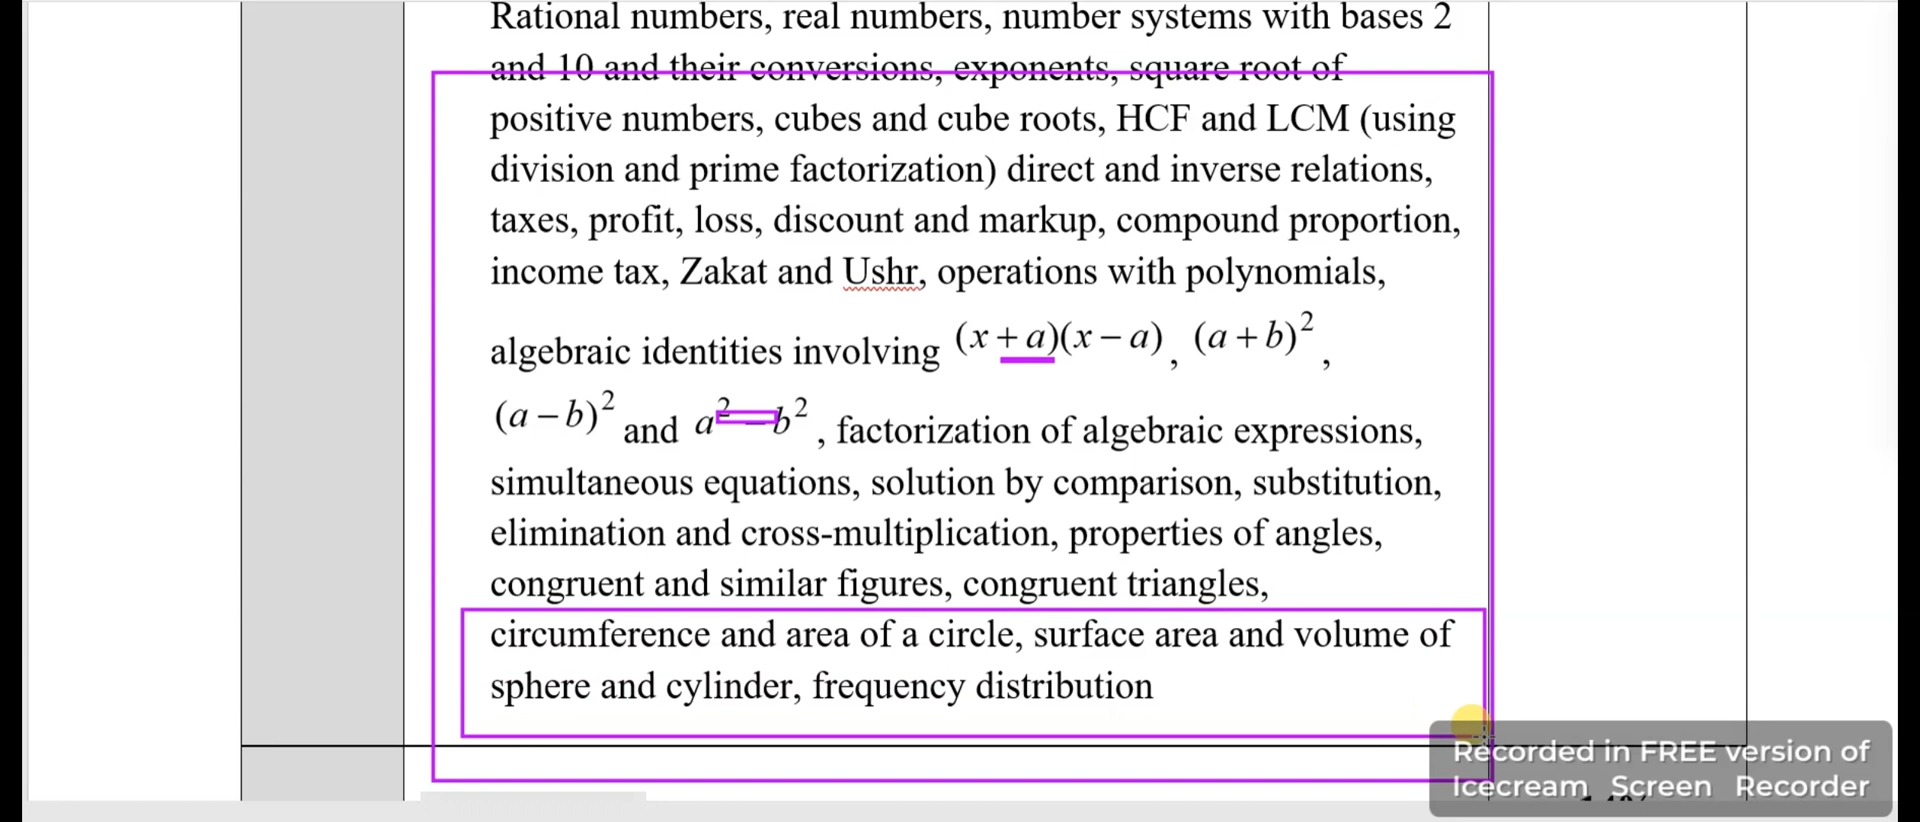 Rational numbers, real numbers, number systems with bases 2
and 10 and their conversions, exponents, square root of
positive numbers, cubes and cube roots, HCF and LCM (using
division and prime factorization) direct and inverse relations,
taxes, profit, loss, discount and markup, compound proportion,
income tax, Zakat and Ushr, operations with polynomials,
algebraic identities involving (x + a)(x − a) , (a + b)² ,
(a − b)² and a² − b² , factorization of algebraic expressions,
simultaneous equations, solution by comparison, substitution,
elimination and cross-multiplication, properties of angles,
congruent and similar figures, congruent triangles,
circumference and area of a circle, surface area and volume of
sphere and cylinder, frequency distribution
Recorded in FREE version of
Icecream Screen Recorder